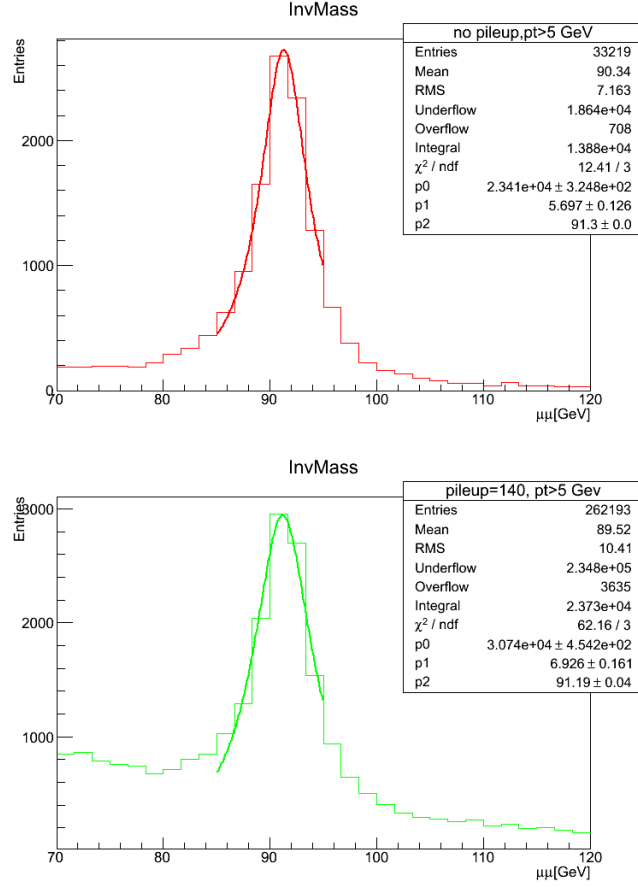 InvMass
no pileup,pt>5 GeV
Entries 33219
Mean 90.34
RMS 7.163
Underflow 1.864e+04
Overflow 708
Integral 1.388e+04
χ² / ndf 12.41 / 3
p0 2.341e+04 ± 3.248e+02
p1 5.697 ± 0.126
p2 91.3 ± 0.0
Entries
2000
1000
0
70 80 90 100 110 120
μμ[GeV]
InvMass
pileup=140, pt>5 Gev
Entries 262193
Mean 89.52
RMS 10.41
Underflow 2.348e+05
Overflow 3635
Integral 2.373e+04
χ² / ndf 62.16 / 3
p0 3.074e+04 ± 4.542e+02
p1 6.926 ± 0.161
p2 91.19 ± 0.04
Entries
3000
2000
1000
70 80 90 100 110 120
μμ[GeV]